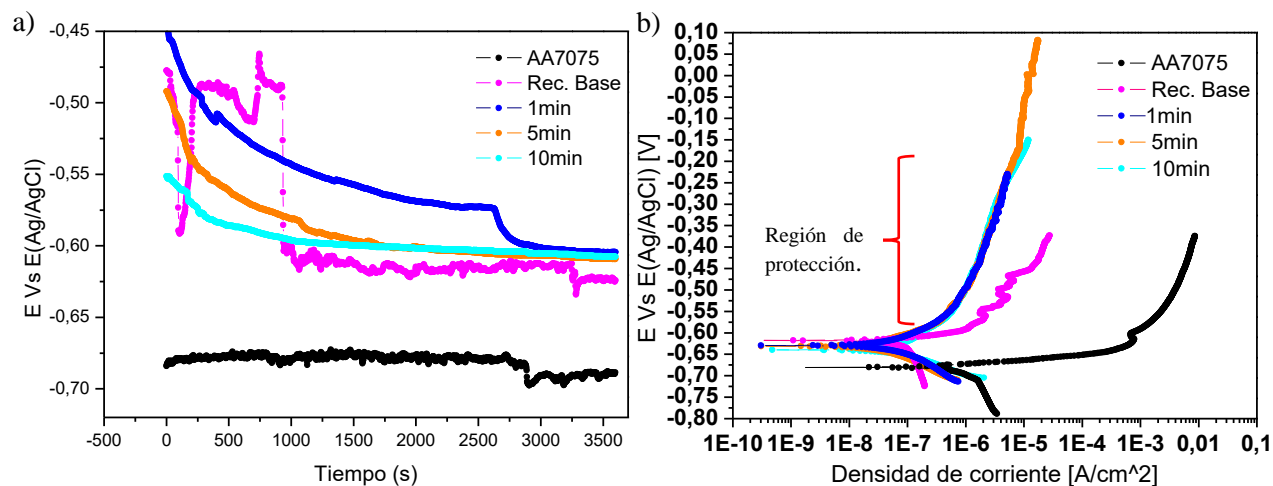 a)
E Vs E(Ag/AgCl)
-0,45
-0,50
-0,55
-0,60
-0,65
-0,70
-500
0
500
1000
1500
2000
2500
3000
3500
Tiempo (s)
AA7075
Rec. Base
1min
5min
10min
b)
E Vs E(Ag/AgCl) [V]
0,10
0,05
0,00
-0,05
-0,10
-0,15
-0,20
-0,25
-0,30
-0,35
-0,40
-0,45
-0,50
-0,55
-0,60
-0,65
-0,70
-0,75
-0,80
1E-10
1E-9
1E-8
1E-7
1E-6
1E-5
1E-4
1E-3
0,01
0,1
Densidad de corriente [A/cm^2]
AA7075
Rec. Base
1min
5min
10min
Región de
protección.